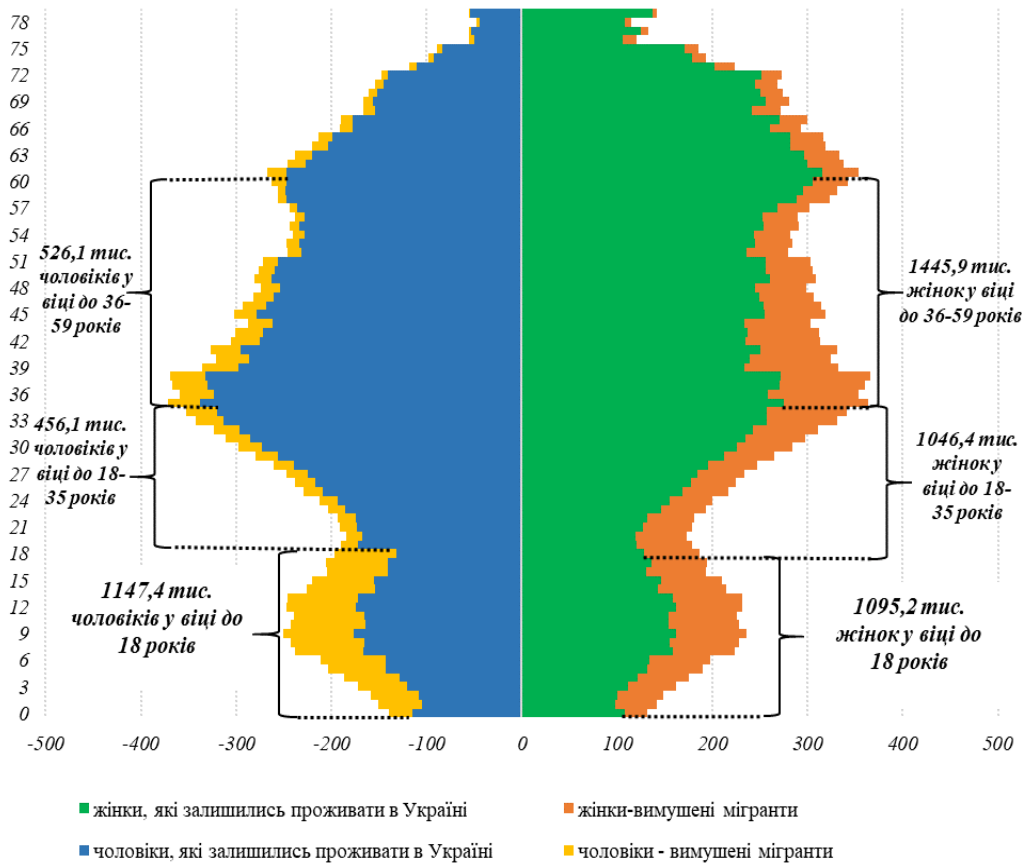 78
75
72
69
66
63
60
57
54
51
48
45
42
39
36
33
30
27
24
21
18
15
12
9
6
3
0
526,1 тис.
чоловіків у
віці до 36-
59 років
1445,9 тис.
жінок у віці
до 36-59 років
456,1 тис.
чоловіків у
віці до 18-
35 років
1046,4 тис.
жінок у
віці до 18-
35 років
1147,4 тис.
чоловіків у віці до
18 років
1095,2 тис.
жінок у віці до
18 років
-500 -400 -300 -200 -100 0 100 200 300 400 500
жінки, які залишились проживати в Україні
жінки-вимушені мігранти
чоловіки, які залишились проживати в Україні
чоловіки - вимушені мігранти